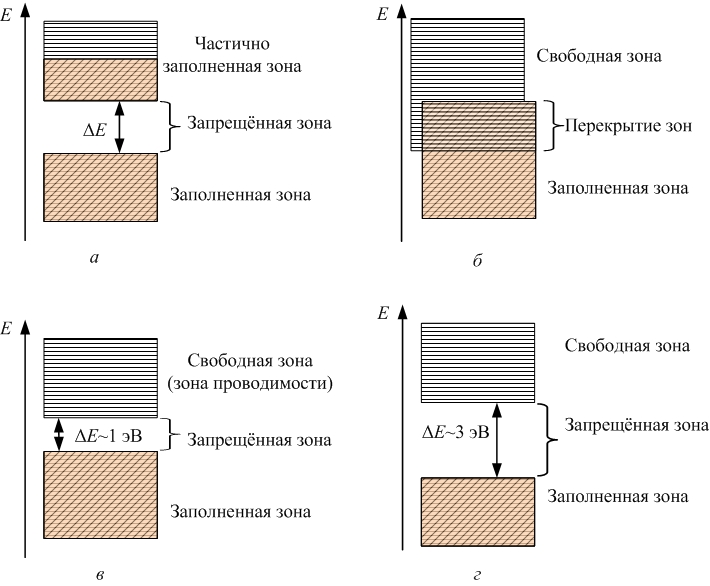 E
Частично
заполненная зона
ΔE
Запрещённая зона
Заполненная зона
а
E
Свободная зона
Перекрытие зон
Заполненная зона
б
E
Свободная зона
(зона проводимости)
ΔE~1 эВ
Запрещённая зона
Заполненная зона
в
E
Свободная зона
ΔE~3 эВ
Запрещённая зона
Заполненная зона
г